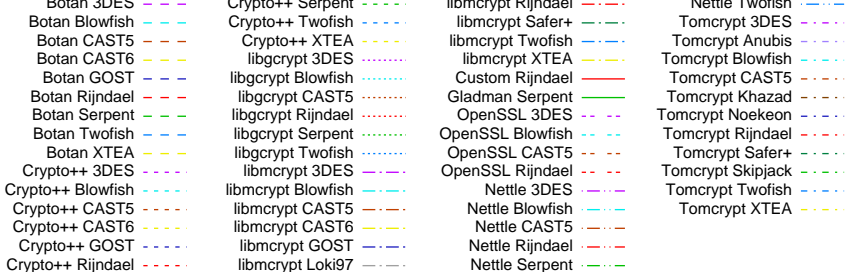 Botan 3DES
Botan Blowfish
Botan CAST5
Botan CAST6
Botan GOST
Botan Rijndael
Botan Serpent
Botan Twofish
Botan XTEA
Crypto++ 3DES
Crypto++ Blowfish
Crypto++ CAST5
Crypto++ CAST6
Crypto++ GOST
Crypto++ Rijndael
Crypto++ Serpent
Crypto++ Twofish
Crypto++ XTEA
libgcrypt 3DES
libgcrypt Blowfish
libgcrypt CAST5
libgcrypt Rijndael
libgcrypt Serpent
libgcrypt Twofish
libmcrypt 3DES
libmcrypt Blowfish
libmcrypt CAST5
libmcrypt CAST6
libmcrypt GOST
libmcrypt Loki97
libmcrypt Rijndael
libmcrypt Safer+
libmcrypt Twofish
libmcrypt XTEA
Custom Rijndael
Gladman Serpent
OpenSSL 3DES
OpenSSL Blowfish
OpenSSL CAST5
OpenSSL Rijndael
Nettle 3DES
Nettle Blowfish
Nettle CAST5
Nettle Rijndael
Nettle Serpent
Nettle Twofish
Tomcrypt 3DES
Tomcrypt Anubis
Tomcrypt Blowfish
Tomcrypt CAST5
Tomcrypt Khazad
Tomcrypt Noekeon
Tomcrypt Rijndael
Tomcrypt Safer+
Tomcrypt Skipjack
Tomcrypt Twofish
Tomcrypt XTEA